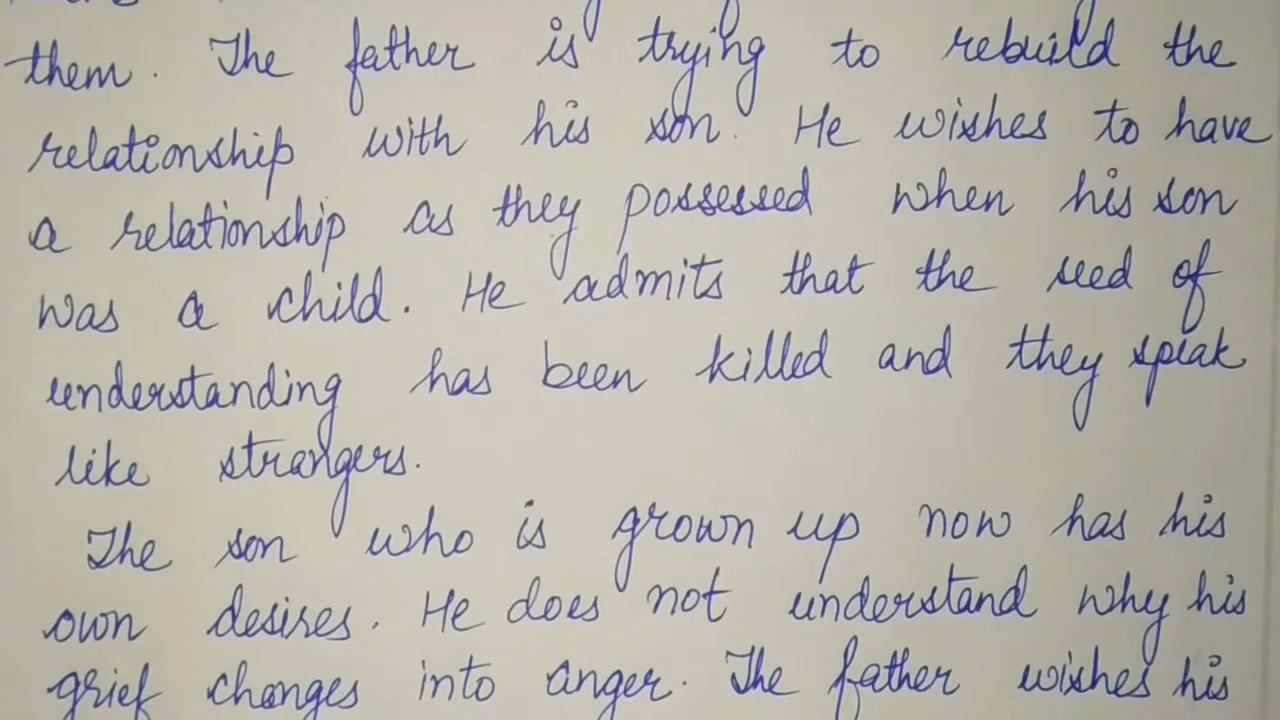 them. The father is trying to rebuild the
relationship with his son. He wishes to have
a relationship as they possessed when his son
was a child. He admits that the seed of
understanding has been killed and they speak
like strangers.
The son who is grown up now has his
own desires. He does not understand why his
grief changes into anger. The father wishes his